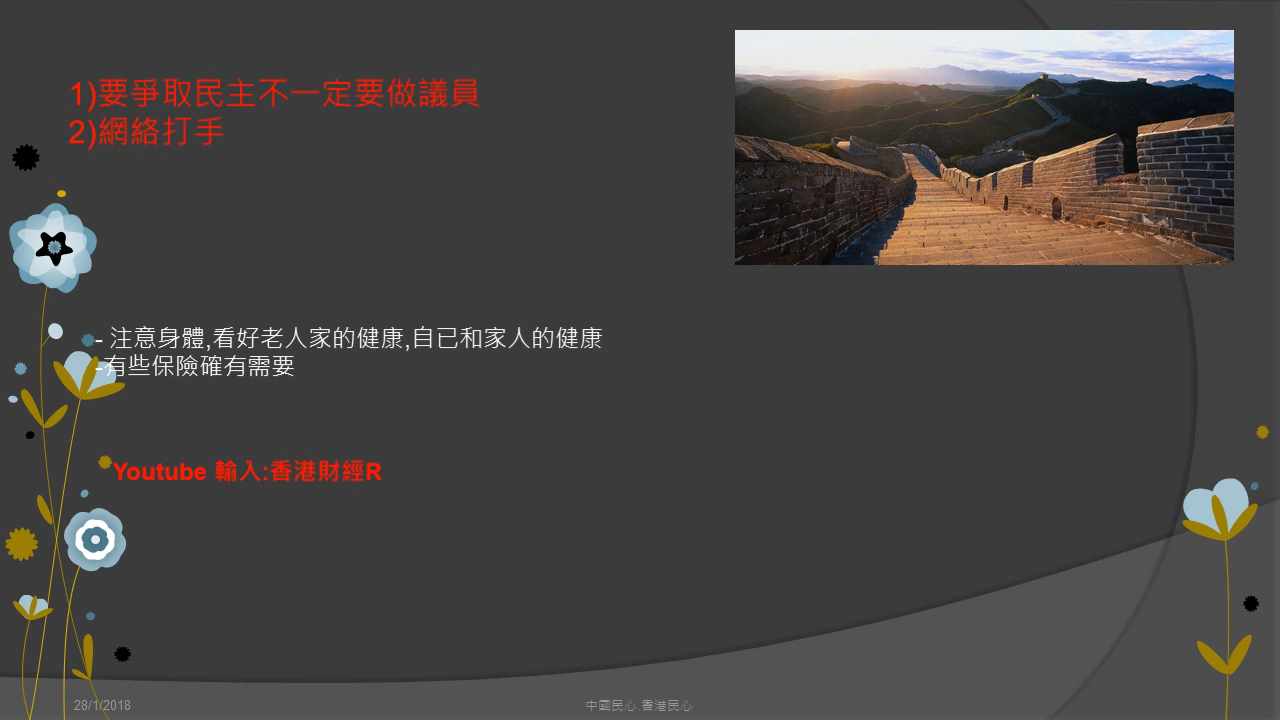 1)要爭取民主不一定要做議員
2)網絡打手
- 注意身體,看好老人家的健康,自已和家人的健康
-有些保險確有需要
Youtube 輸入:香港財經R
28/1/2018
中國民心.香港民心